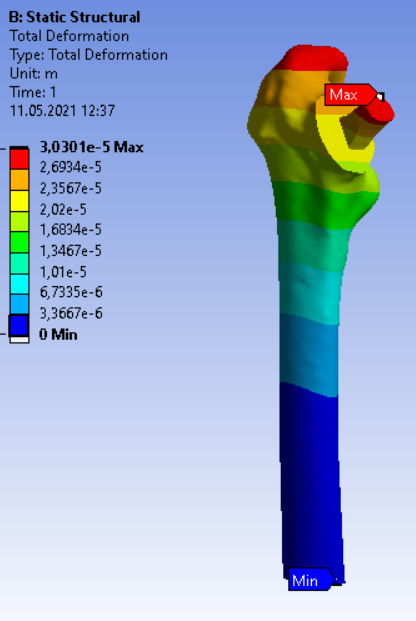 B: Static Structural
Total Deformation
Type: Total Deformation
Unit: m
Time: 1
11.05.2021 12:37
3,0301e-5 Max
2,6934e-5
2,3567e-5
2,02e-5
1,6834e-5
1,3467e-5
1,01e-5
6,7335e-6
3,3667e-6
0 Min
Max
Min